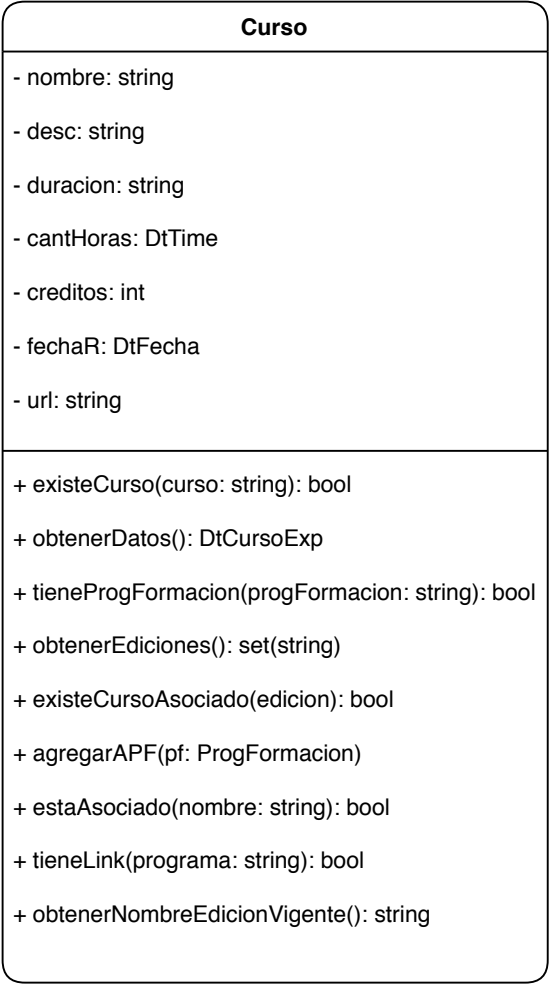 Curso
- nombre: string
- desc: string
- duracion: string
- cantHoras: DtTime
- creditos: int
- fechaR: DtFecha
- url: string
+ existeCurso(curso: string): bool
+ obtenerDatos(): DtCursoExp
+ tieneProgFormacion(progFormacion: string): bool
+ obtenerEdiciones(): set(string)
+ existeCursoAsociado(edicion): bool
+ agregarAPF(pf: ProgFormacion)
+ estaAsociado(nombre: string): bool
+ tieneLink(programa: string): bool
+ obtenerNombreEdicionVigente(): string